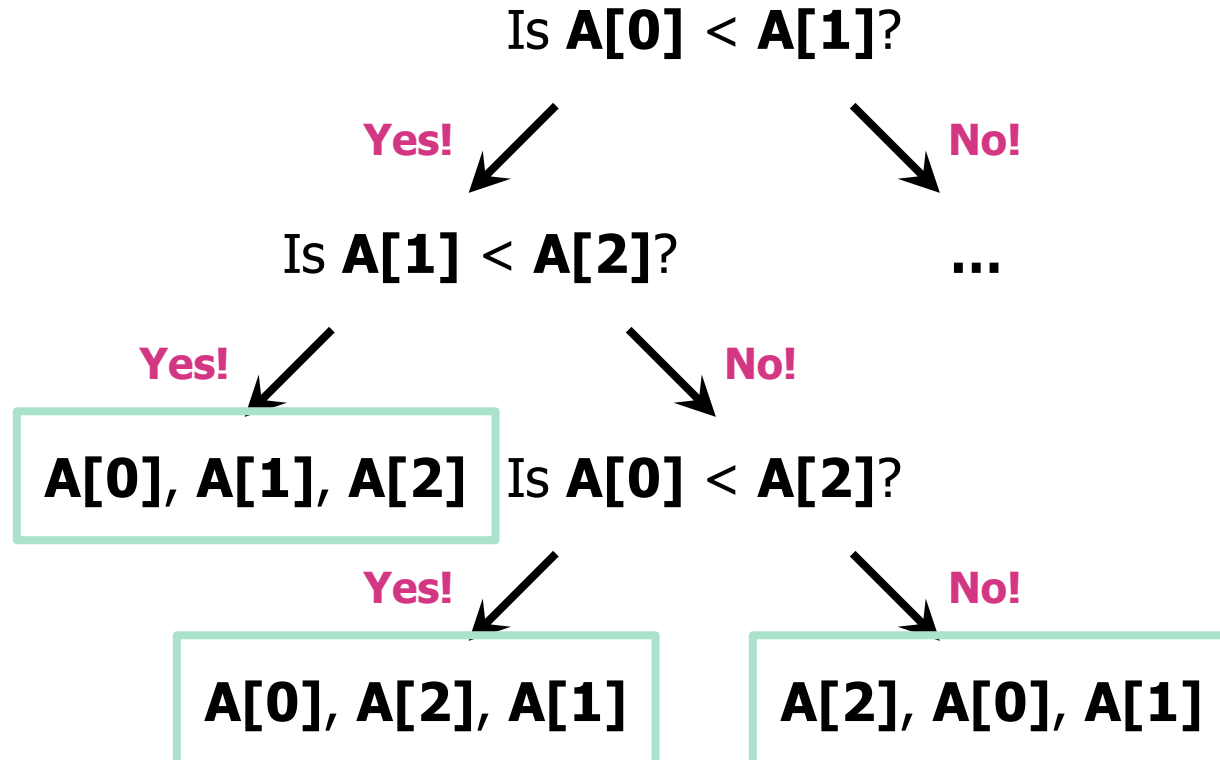 Is A[0] < A[1]?
Yes!
No!
Is A[1] < A[2]?
...
Yes!
No!
A[0], A[1], A[2]
Is A[0] < A[2]?
Yes!
No!
A[0], A[2], A[1]
A[2], A[0], A[1]